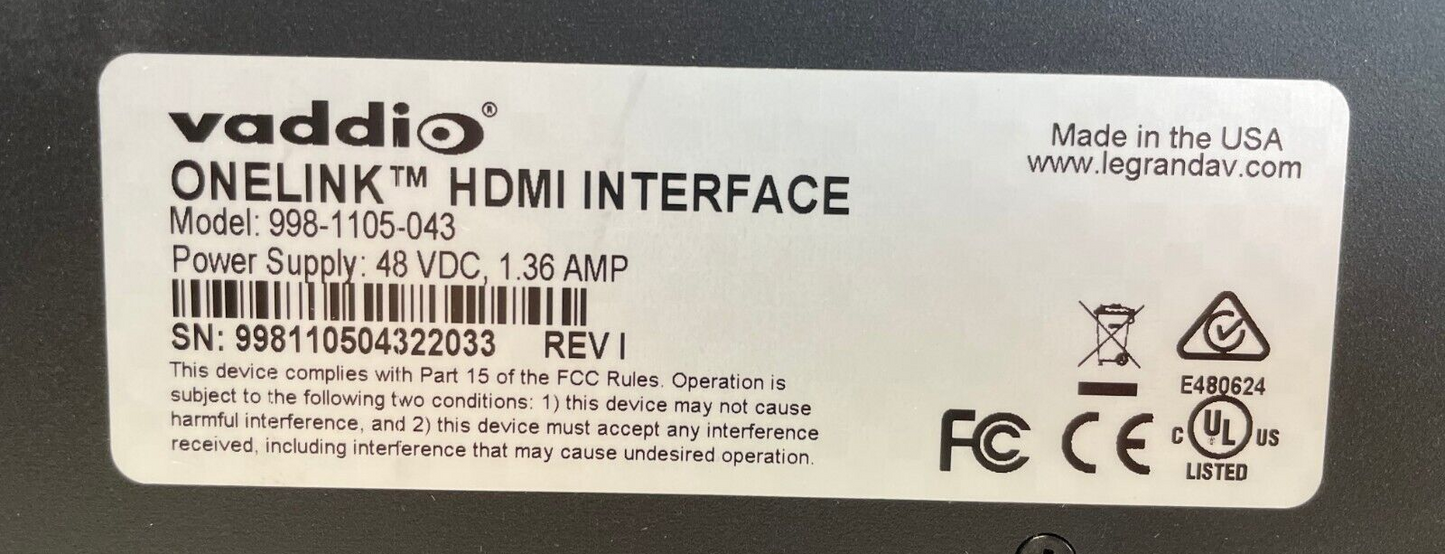 vaddio®
ONELINK™ HDMI INTERFACE
Model: 998-1105-043
Power Supply: 48 VDC, 1.36 AMP
SN: 998110504322033 REV I
This device complies with Part 15 of the FCC Rules. Operation is
subject to the following two conditions: 1) this device may not cause
harmful interference, and 2) this device must accept any interference
received, including interference that may cause undesired operation.
Made in the USA
www.legrandav.com
E480624
FC CE C UL US
LISTED